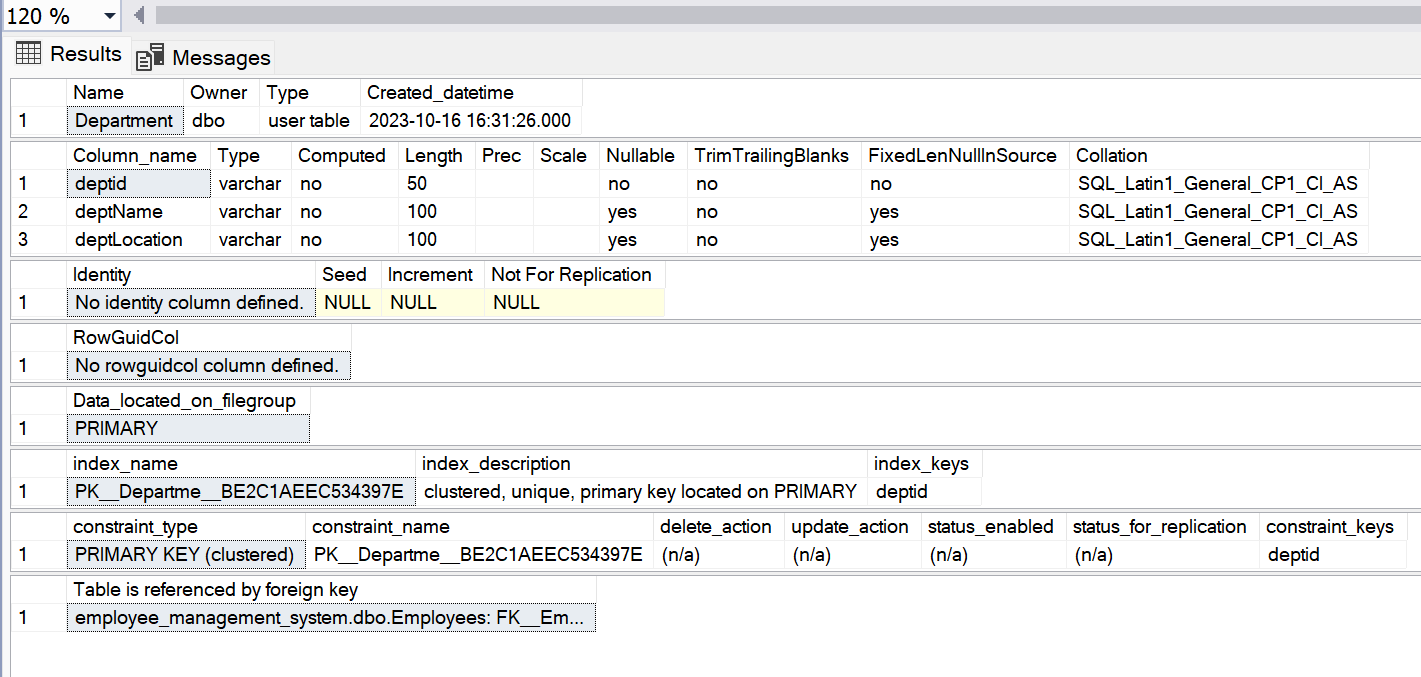 120 %
Results Messages
Name Owner Type Created_datetime
1 Department dbo user table 2023-10-16 16:31:26.000
Column_name Type Computed Length Prec Scale Nullable TrimTrailingBlanks FixedLenNullInSource Collation
1 deptid varchar no 50 no no no SQL_Latin1_General_CP1_CI_AS
2 deptName varchar no 100 yes no yes SQL_Latin1_General_CP1_CI_AS
3 deptLocation varchar no 100 yes no yes SQL_Latin1_General_CP1_CI_AS
Identity Seed Increment Not For Replication
1 No identity column defined. NULL NULL NULL
RowGuidCol
1 No rowguidcol column defined.
Data_located_on_filegroup
1 PRIMARY
index_name index_description index_keys
1 PK__Departme__BE2C1AEEC534397E clustered, unique, primary key located on PRIMARY deptid
constraint_type constraint_name delete_action update_action status_enabled status_for_replication constraint_keys
1 PRIMARY KEY (clustered) PK__Departme__BE2C1AEEC534397E (n/a) (n/a) (n/a) (n/a) deptid
Table is referenced by foreign key
1 employee_management_system.dbo.Employees: FK__Em...